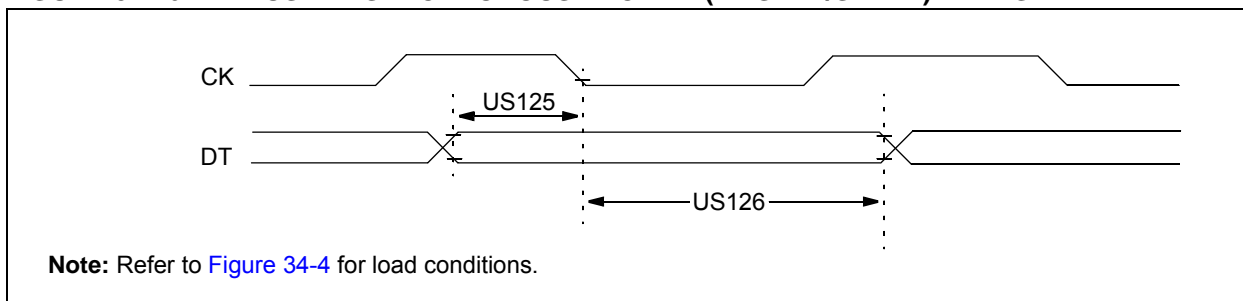 CK
US125
DT
US126
Note: Refer to Figure 34-4 for load conditions.